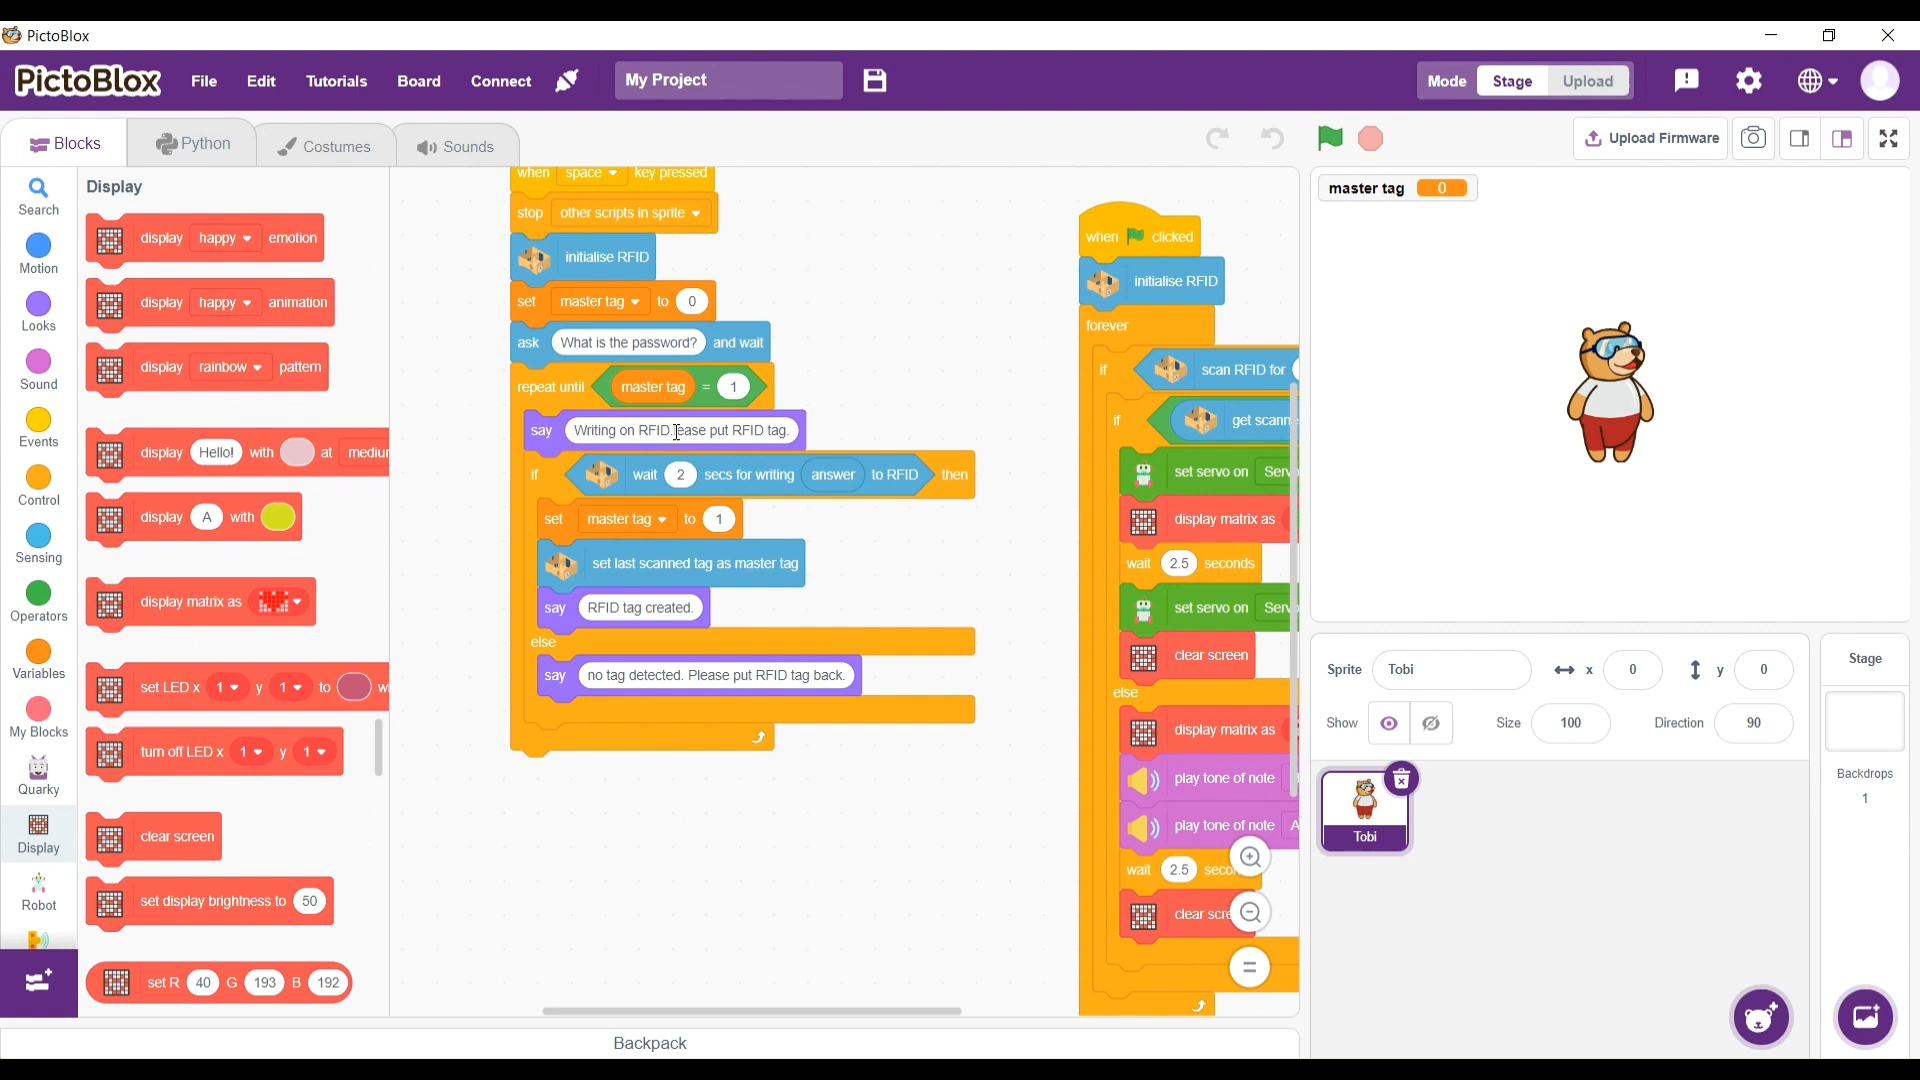 PictoBlox
PictoBlox File Edit Tutorials Board Connect My Project Mode Stage Upload
Blocks Python Costumes Sounds Upload Firmware
Search
Motion
Looks
Sound
Events
Control
Sensing
Operators
Variables
My Blocks
Quarky
Display
Robot
Display
display happy emotion
display happy animation
display rainbow pattern
display Hello! with at
display A with
display matrix as
set LED x 1 y 1 to
turn off LED x 1 y 1
clear screen
set display brightness to 50
set R 40 G 193 B 192
when space key pressed
stop other scripts in sprite
initialise RFID
set master tag to 0
ask What is the password? and wait
repeat until master tag = 1
say Writing on RFID. ease put RFID tag.
if wait 2 secs for writing answer to RFID then
set master tag to 1
set last scanned tag as master tag
say RFID tag created.
else
say no tag detected. Please put RFID tag back.
when clicked
initialise RFID
forever
if scan RFID for
if get
set servo on
display matrix as
wait 2.5 seconds
set servo on
clear screen
else
display matrix as
play tone of note
play tone of note A
wait 2.5
clear
master tag 0
Sprite Tobi x 0 y 0
Show Size 100 Direction 90
Tobi
Stage
Backdrops
1
Backpack